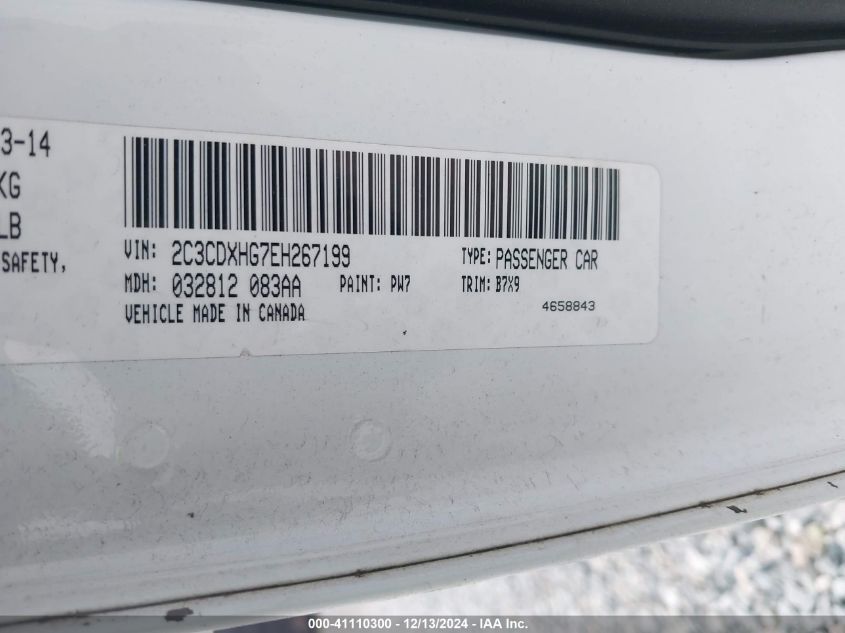 3-14
KG
LB
SAFETY,
VIN: 2C3CDXHG7EH267199 TYPE: PASSENGER CAR
MDH: 032812 083AA PAINT: PW7 TRIM: B7X9
VEHICLE MADE IN CANADA 4658843
000-41110300 - 12/13/2024 - IAA Inc.